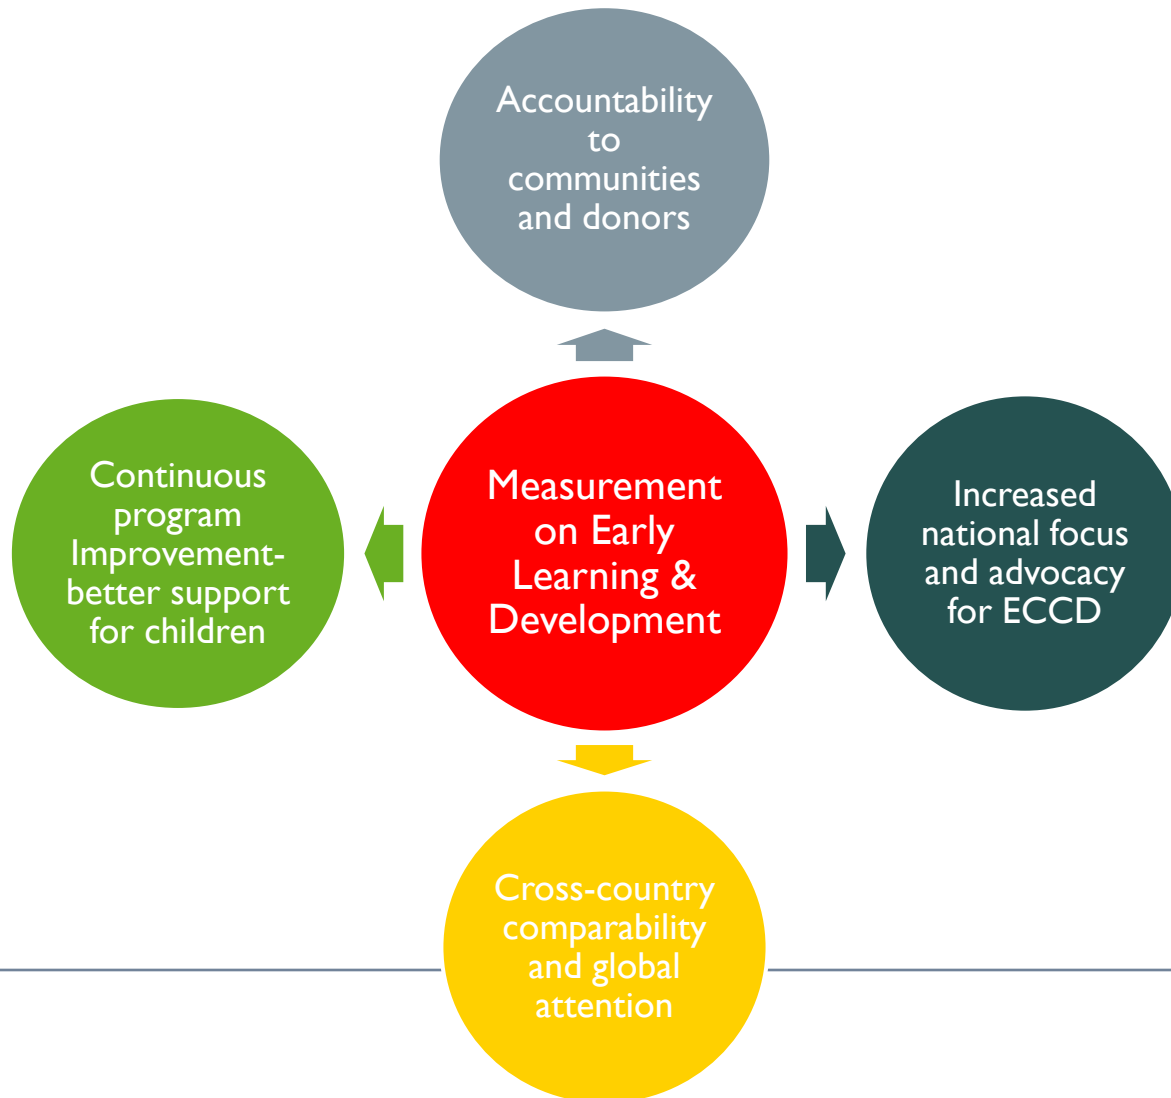 Accountability
to
communities
and donors
Continuous
program
Improvement-
better support
for children
Measurement
on Early
Learning &
Development
Increased
national focus
and advocacy
for ECCD
Cross-country
comparability
and global
attention